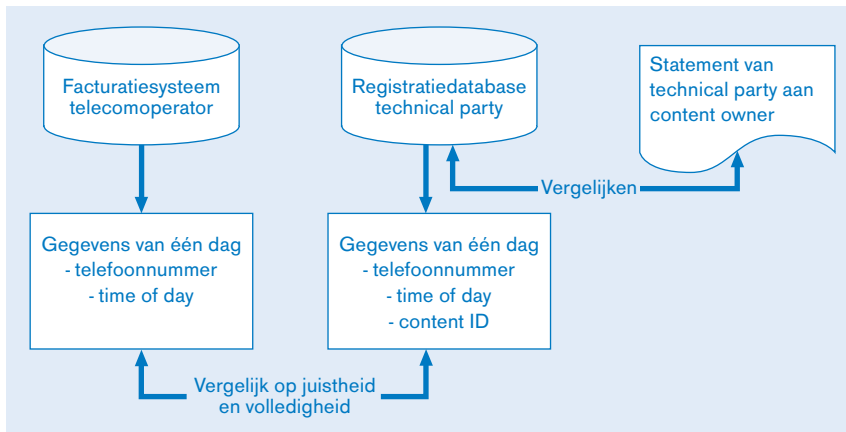 Facturatiesysteem
telecomoperator
Registratiedatabase
technical party
Statement van
technical party aan
content owner
Vergelijken
Gegevens van één dag
- telefoonnummer
- time of day
Gegevens van één dag
- telefoonnummer
- time of day
- content ID
Vergelijk op juistheid
en volledigheid